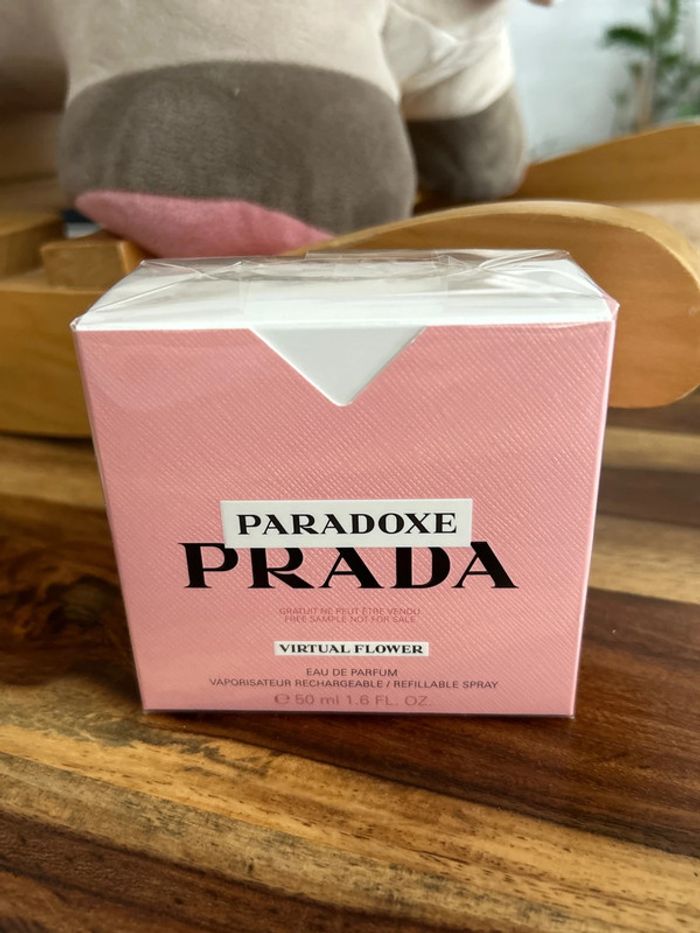 PARADOXE
PRADA
GRATUIT NE PEUT ÊTRE VENDU
FREE SAMPLE NOT FOR SALE
VIRTUAL FLOWER
EAU DE PARFUM
VAPORISATEUR RECHARGEABLE / REFILLABLE SPRAY
℮ 50 ml 1.6 FL. OZ.